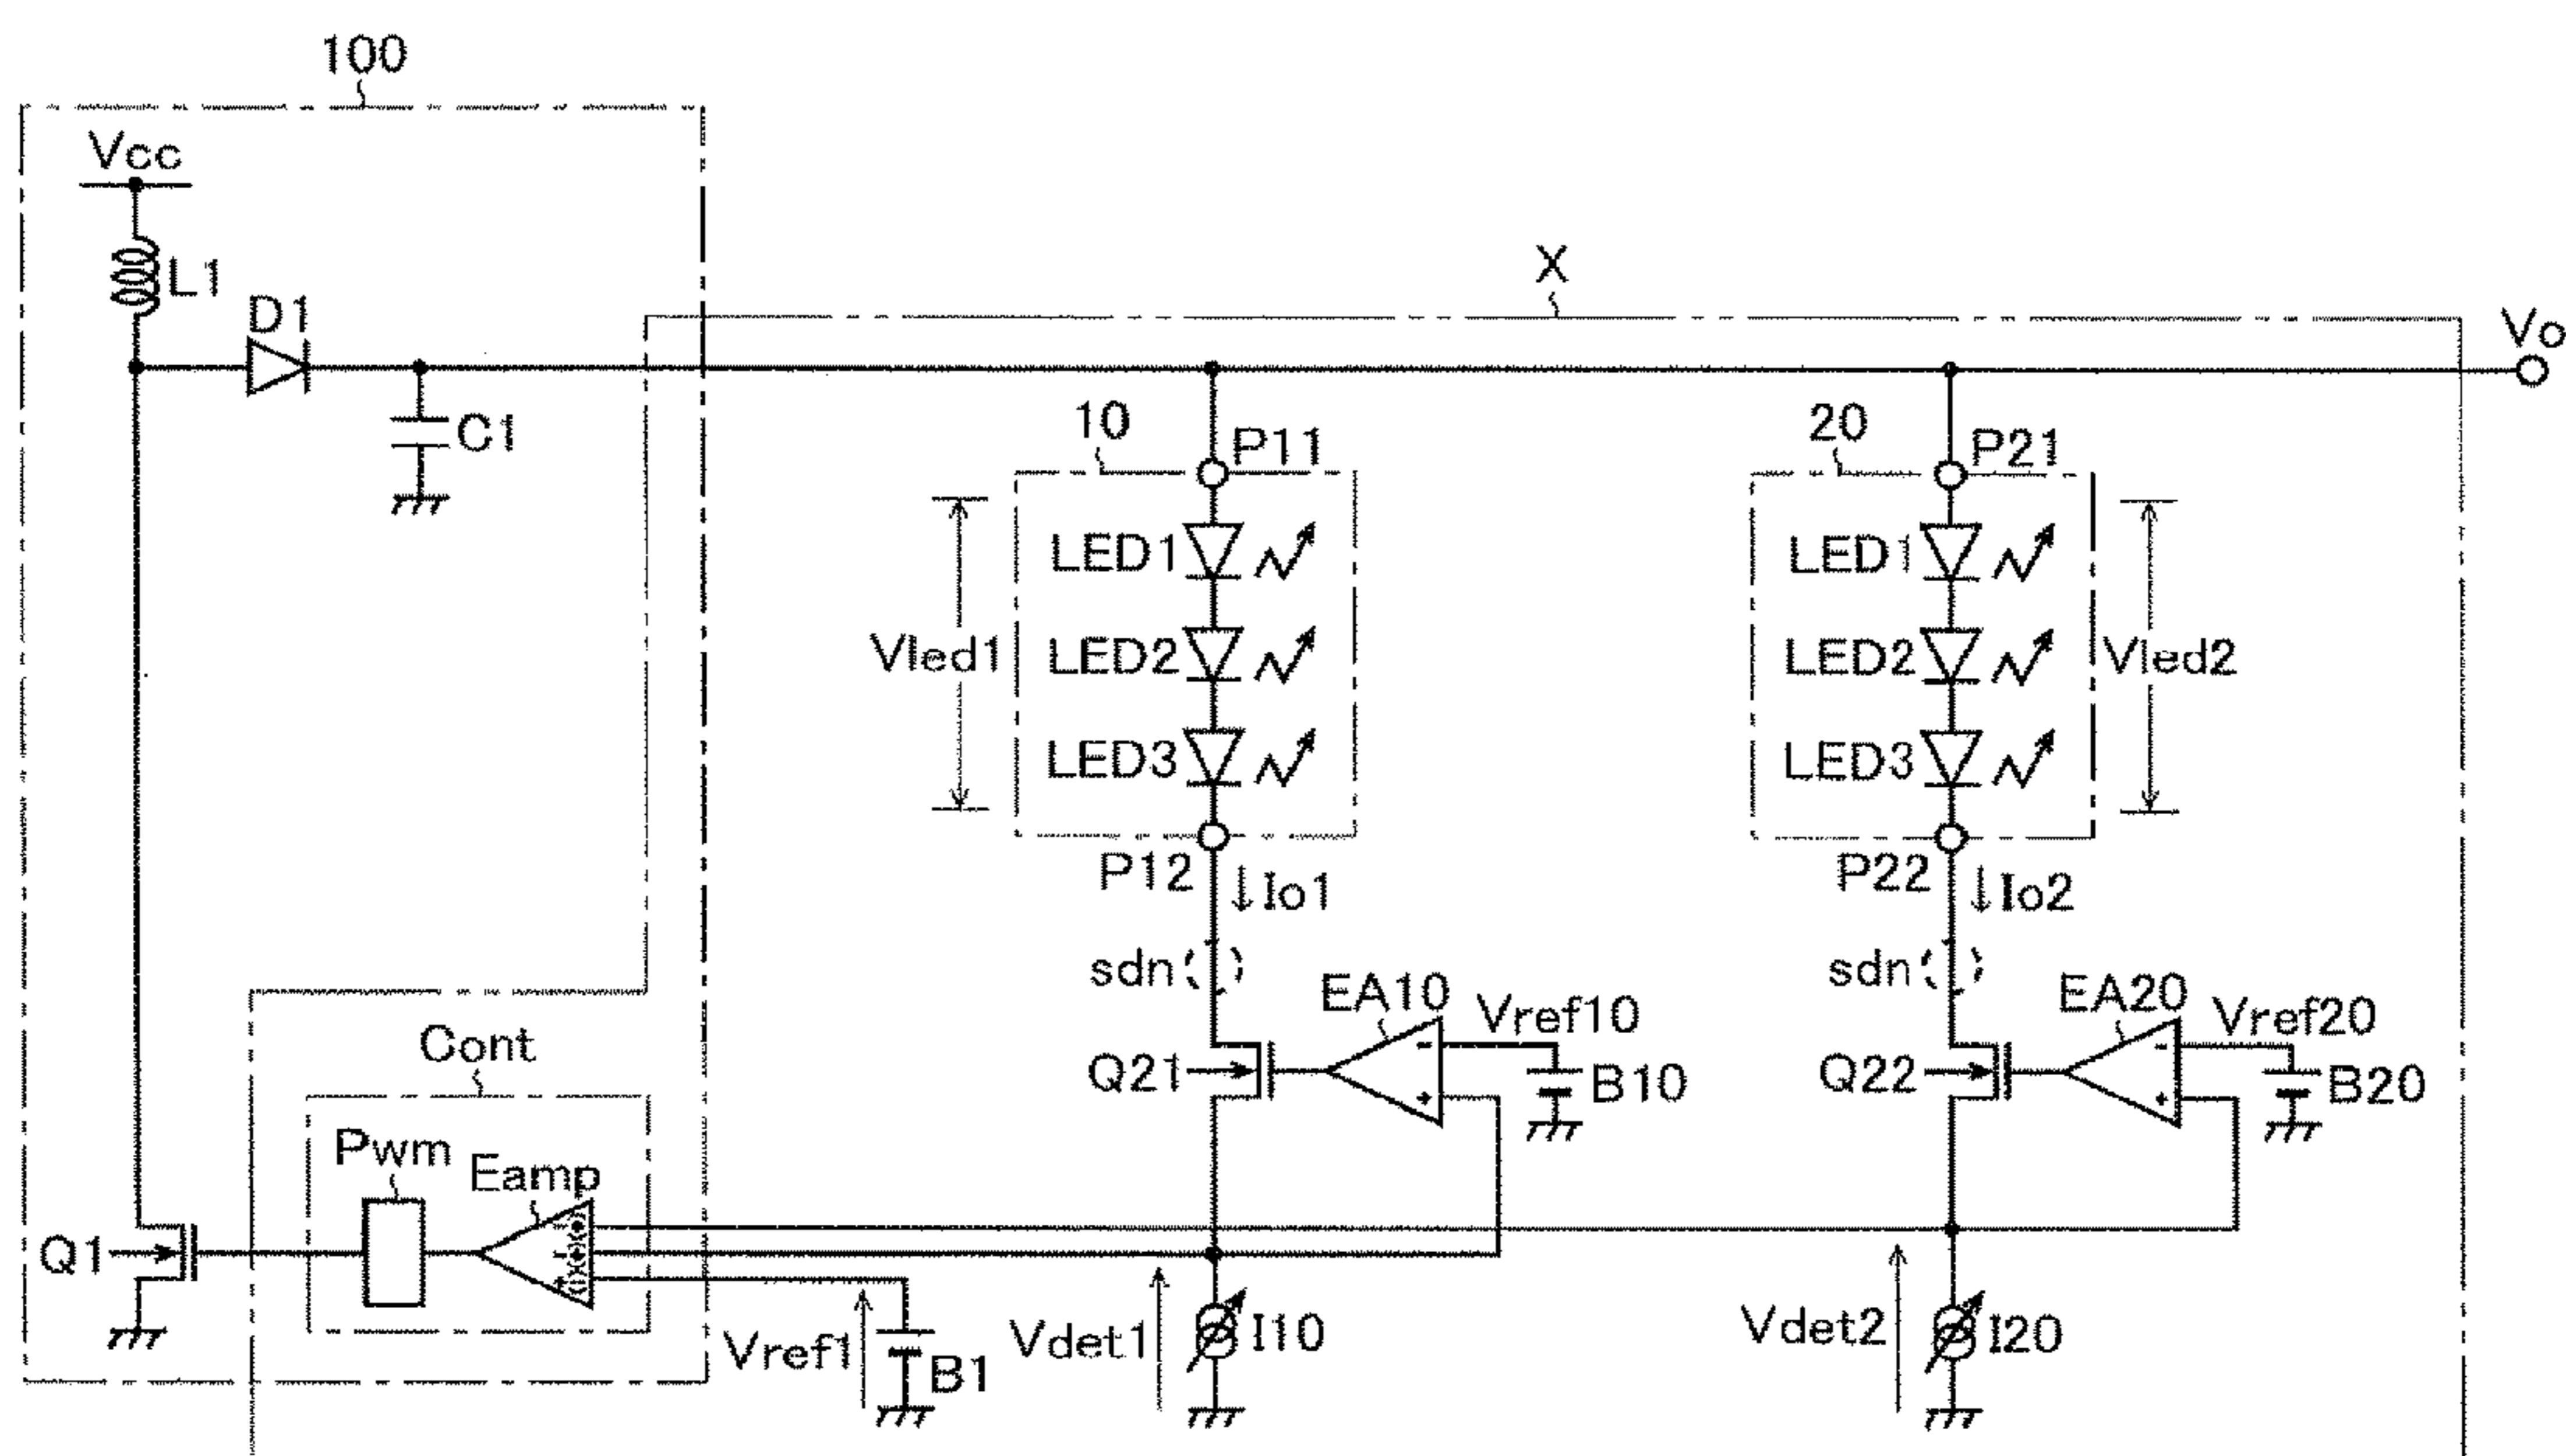 100
Vcc
L1
D1
C1
X
Vo
10
P11
LED1
LED2
LED3
Vled1
P12
Io1
sdn
20
P21
LED1
LED2
LED3
Vled2
P22
Io2
sdn
EA10
Vref10
-
+
Q21
B10
EA20
Vref20
-
+
Q22
B20
Cont
Pwm
Eamp
Q1
Vref1
B1
Vdet1
I10
Vdet2
I20